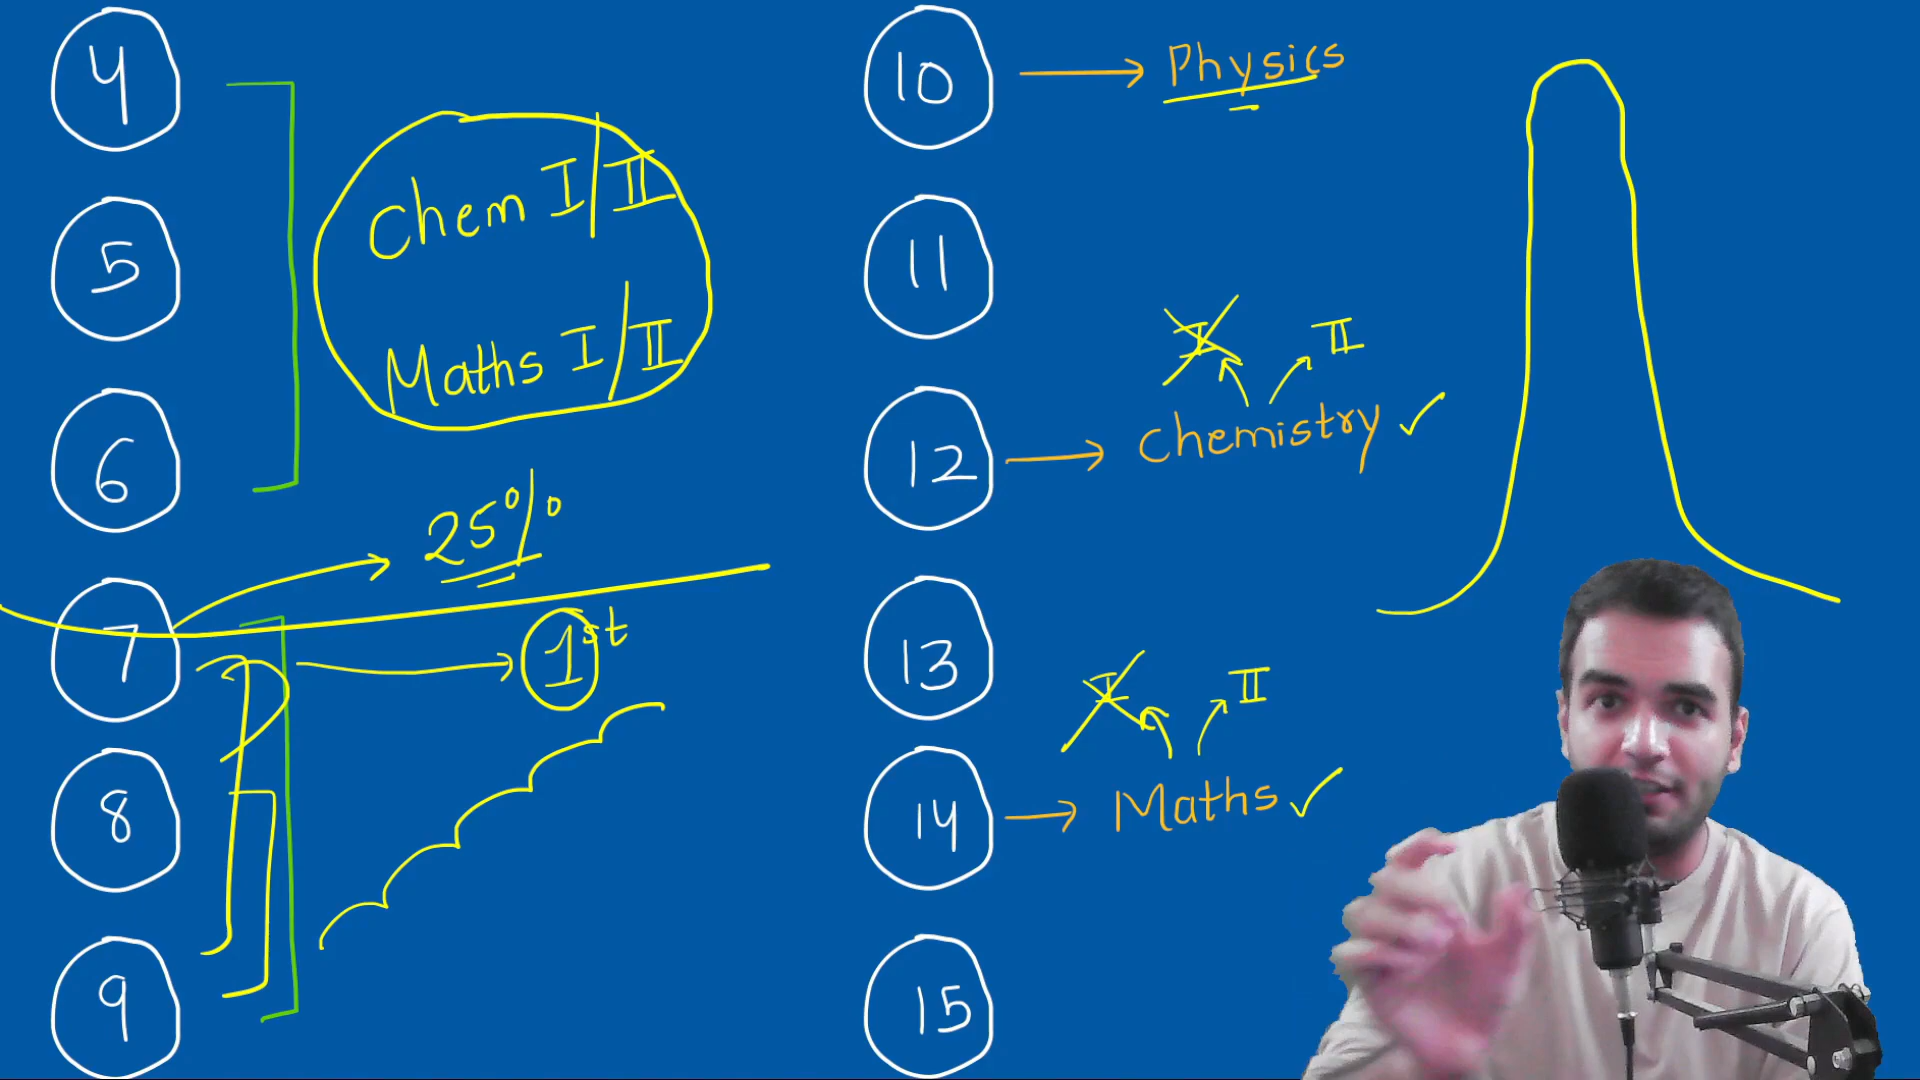 4
Chem I/II
5
Maths I/II
6
25%
7
1st
P
8
9
10 Physics
11
I II
12 Chemistry ✓
13
I II
14 Maths ✓
15